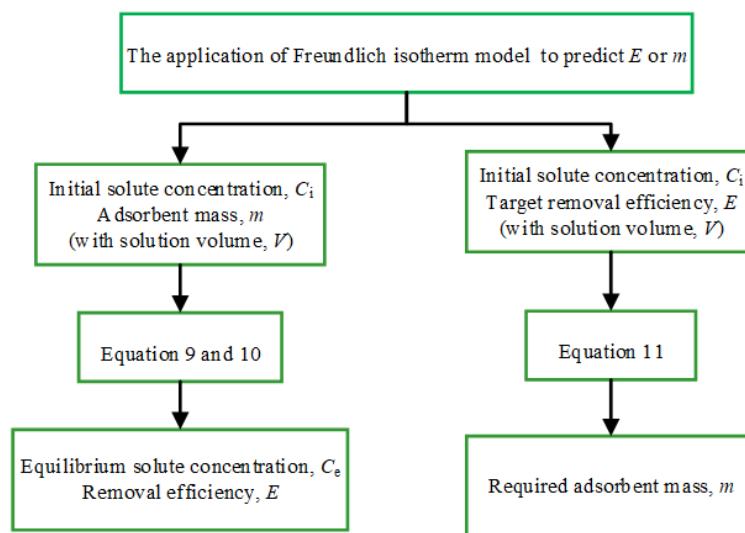 The application of Freundlich isotherm model to predict E or m
Initial solute concentration, Ci
Adsorbent mass, m
(with solution volume, V)
Initial solute concentration, Ci
Target removal efficiency, E
(with solution volume, V)
Equation 9 and 10
Equation 11
Equilibrium solute concentration, Ce
Removal efficiency, E
Required adsorbent mass, m